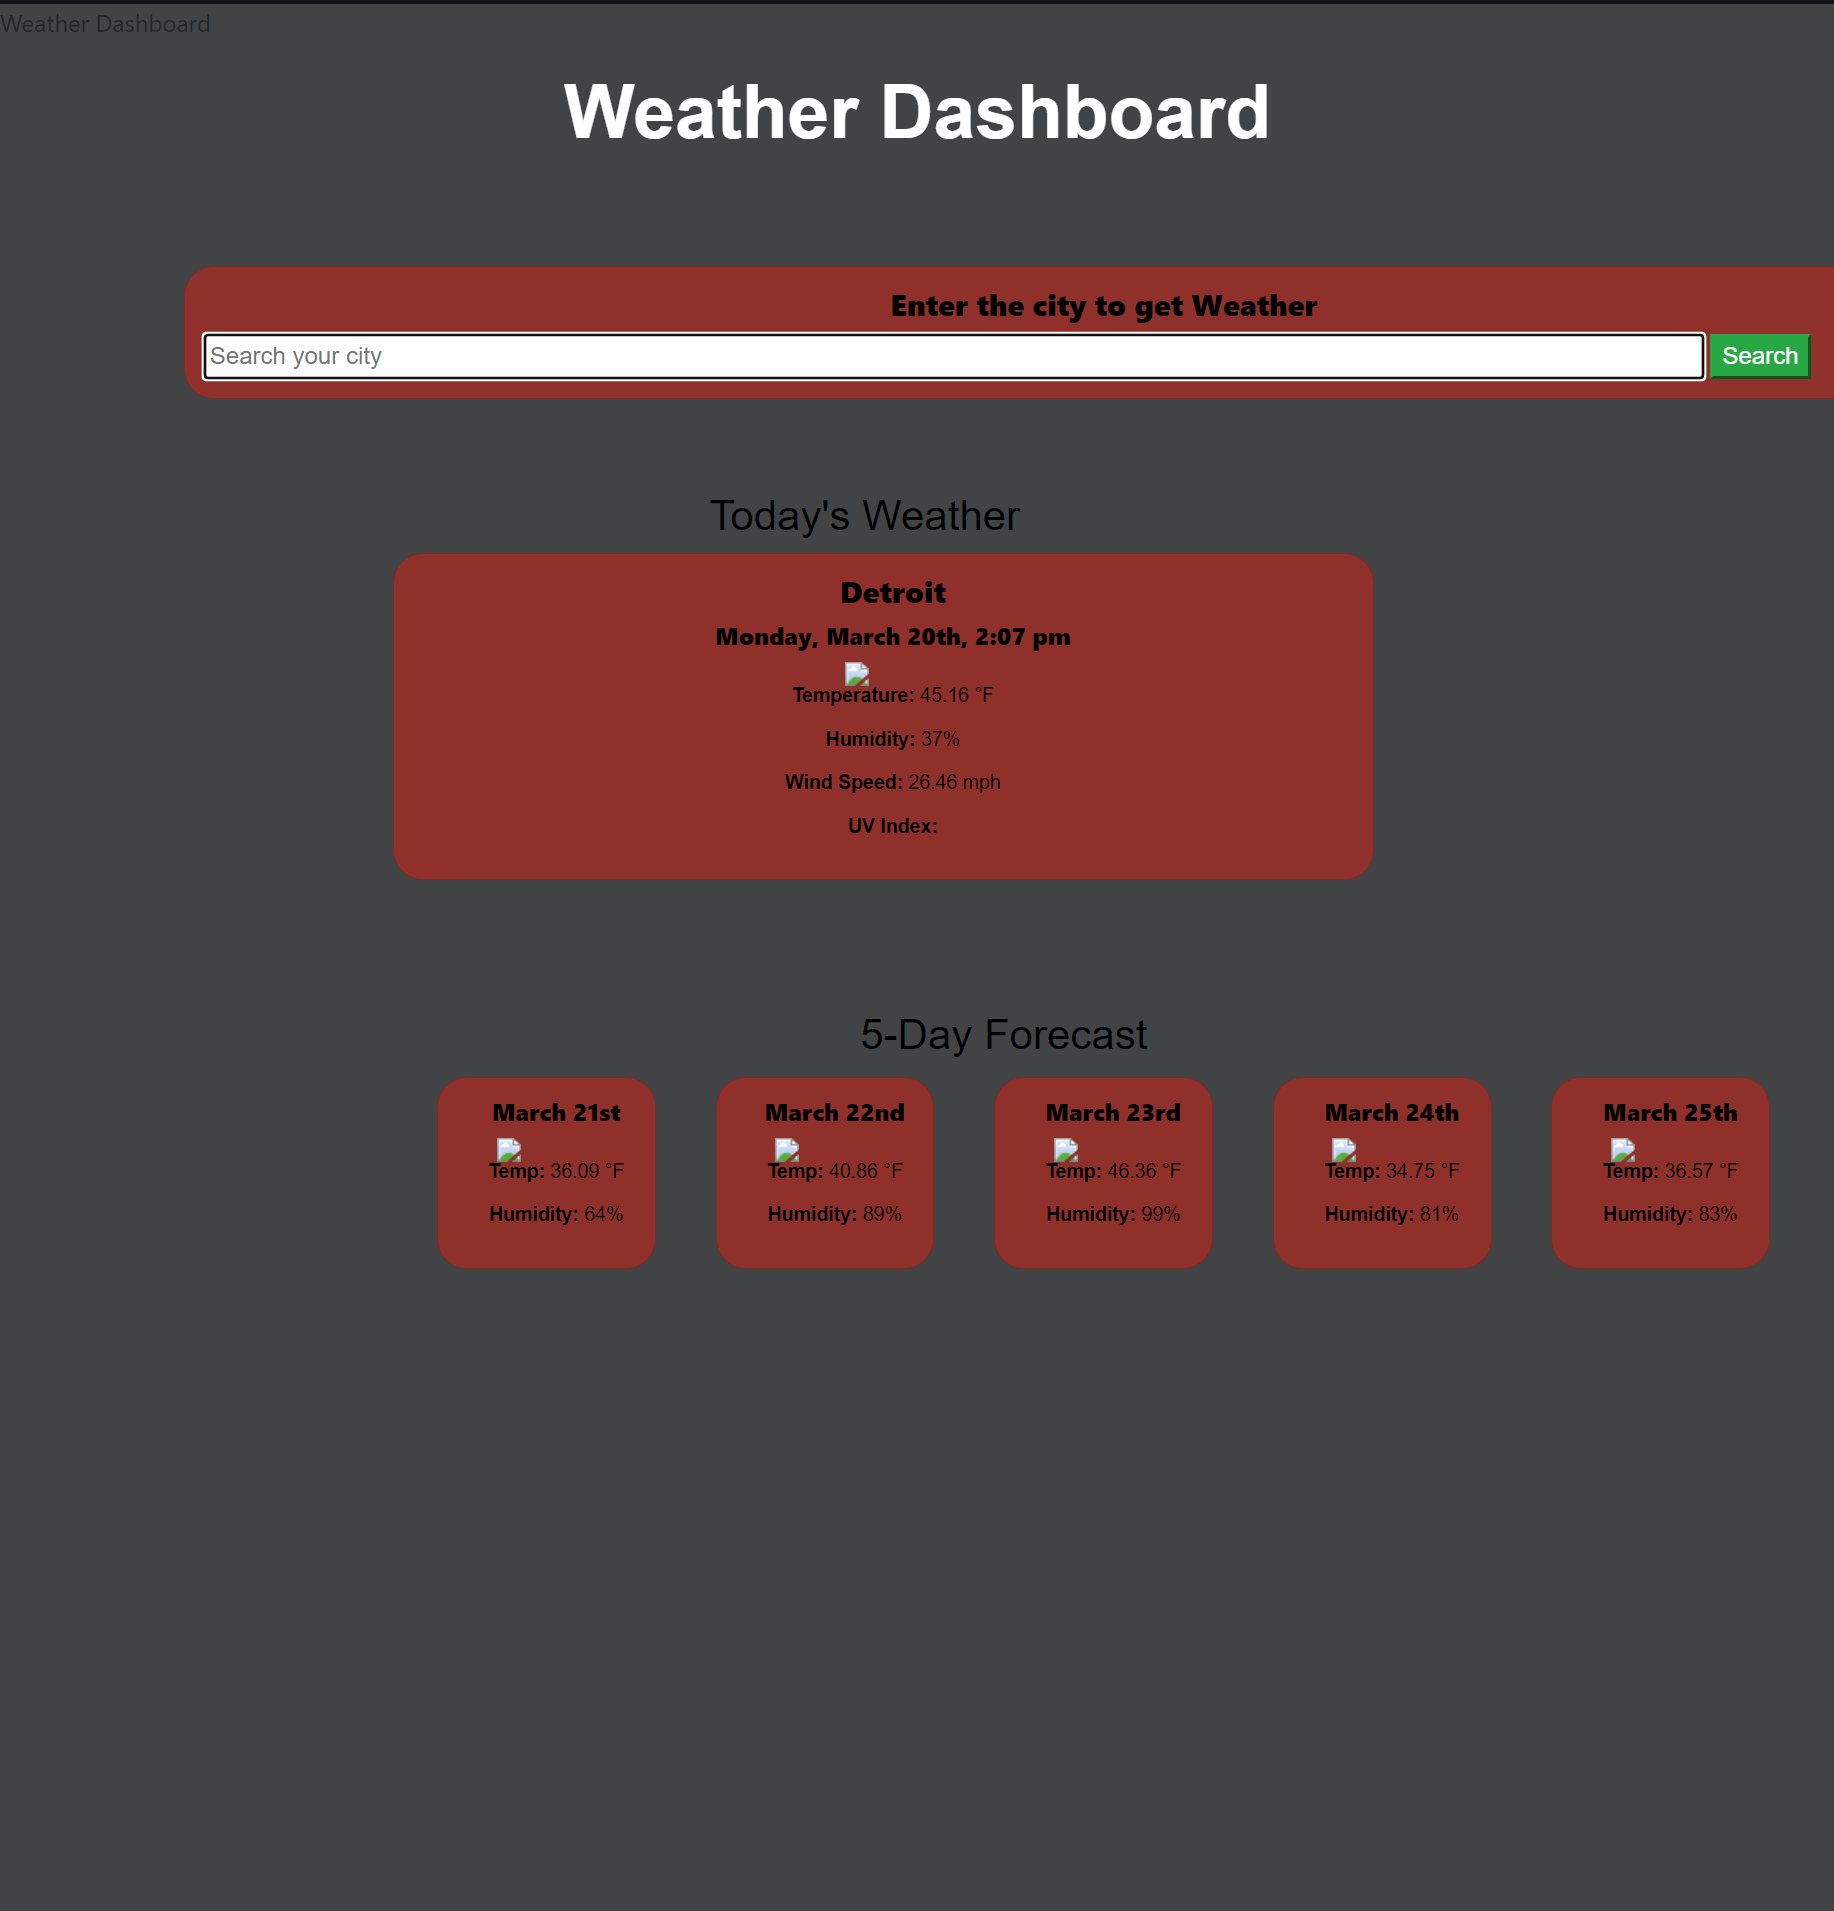 Weather Dashboard
Weather Dashboard
Enter the city to get Weather
Search your city
Search
Today's Weather
Detroit
Monday, March 20th, 2:07 pm
Temperature: 45.16 °F
Humidity: 37%
Wind Speed: 26.46 mph
UV Index:
5-Day Forecast
March 21st
Temp: 36.09 °F
Humidity: 64%
March 22nd
Temp: 40.86 °F
Humidity: 89%
March 23rd
Temp: 46.36 °F
Humidity: 99%
March 24th
Temp: 34.75 °F
Humidity: 81%
March 25th
Temp: 36.57 °F
Humidity: 83%